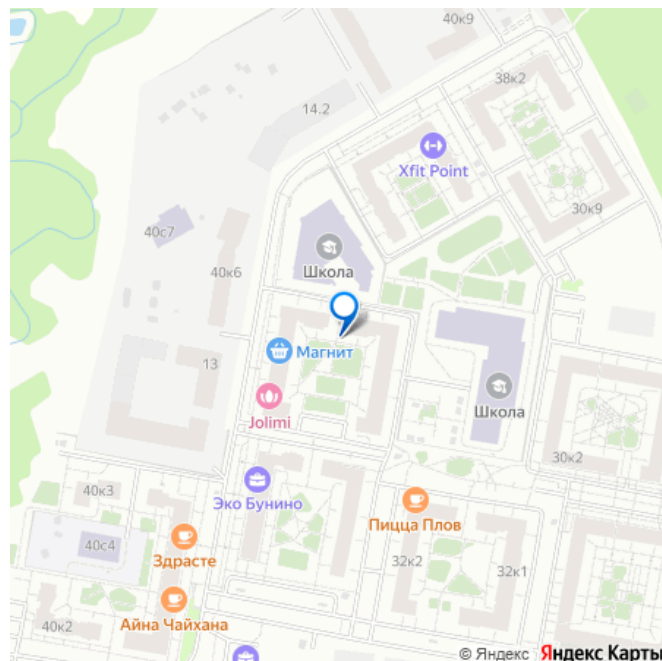 40к9
38к2
14.2
Xfit Point
30к9
40с7
Школа
40к6
Магнит
13
Школа
Jolimi
30к2
40к3
Эко Бунино
Пицца Плов
40с4
Здрасте
32к2
32к1
Айна Чайхана
40к2
© Яндекс Яндекс Карты